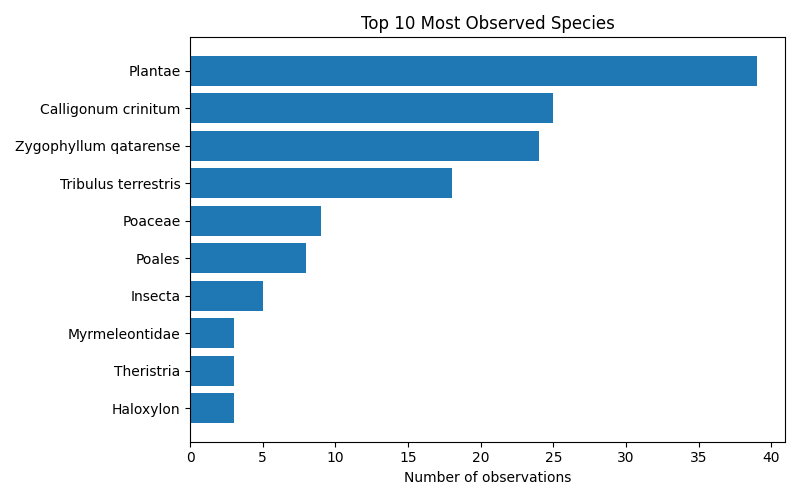 Top 10 Most Observed Species
Plantae
Calligonum crinitum
Zygophyllum qatarense
Tribulus terrestris
Poaceae
Poales
Insecta
Myrmeleontidae
Theristria
Haloxylon
0 5 10 15 20 25 30 35 40
Number of observations